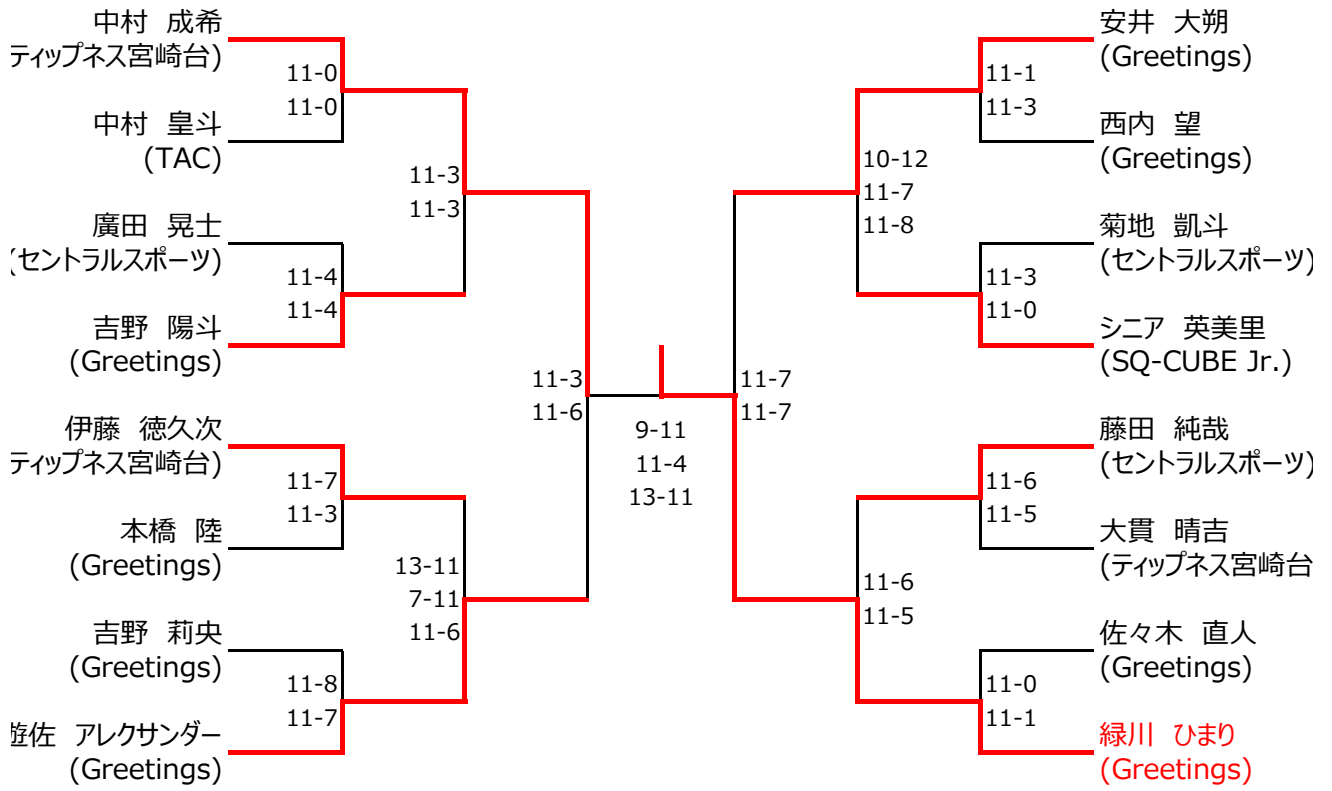 中村 成希
ティップネス宮崎台)
11-0
11-0
中村 皇斗
(TAC)
11-3
11-3
廣田 晃士
(セントラルスポーツ)
11-4
11-4
吉野 陽斗
(Greetings)
11-3
11-6
伊藤 徳久次
ティップネス宮崎台)
11-7
11-3
本橋 陸
(Greetings)
13-11
7-11
11-6
吉野 莉央
(Greetings)
11-8
11-7
遊佐 アレクサンダー
(Greetings)
9-11
11-4
13-11
安井 大朔
(Greetings)
11-1
11-3
西内 望
(Greetings)
10-12
11-7
11-8
菊地 凱斗
(セントラルスポーツ)
11-3
11-0
シニア 英美里
(SQ-CUBE Jr.)
11-7
11-7
藤田 純哉
(セントラルスポーツ)
11-6
11-5
大貫 晴吉
(ティップネス宮崎台
11-6
11-5
佐々木 直人
(Greetings)
11-0
11-1
緑川 ひまり
(Greetings)